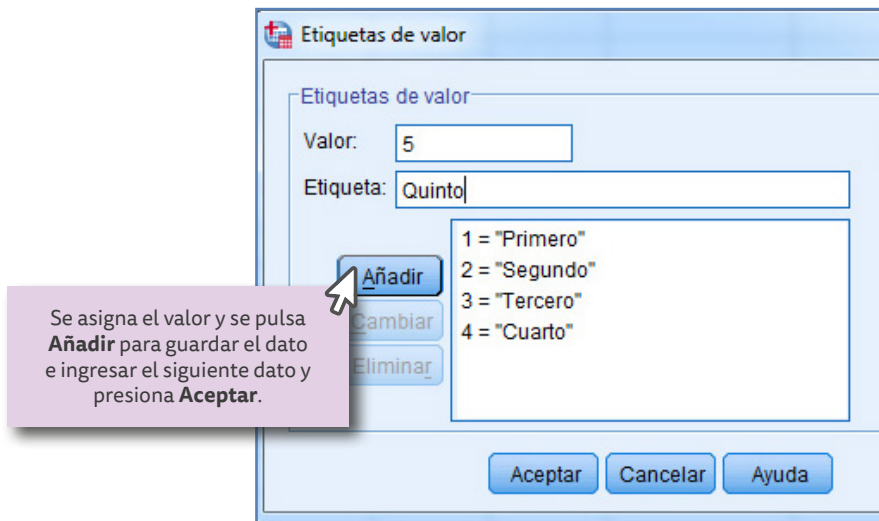 Etiquetas de valor
Etiquetas de valor
Valor: 5
Etiqueta: Quinto
1 = "Primero"
2 = "Segundo"
3 = "Tercero"
4 = "Cuarto"
Añadir
Cambiar
Eliminar
Se asigna el valor y se pulsa
Añadir para guardar el dato
e ingresar el siguiente dato y
presiona Aceptar.
Aceptar Cancelar Ayuda